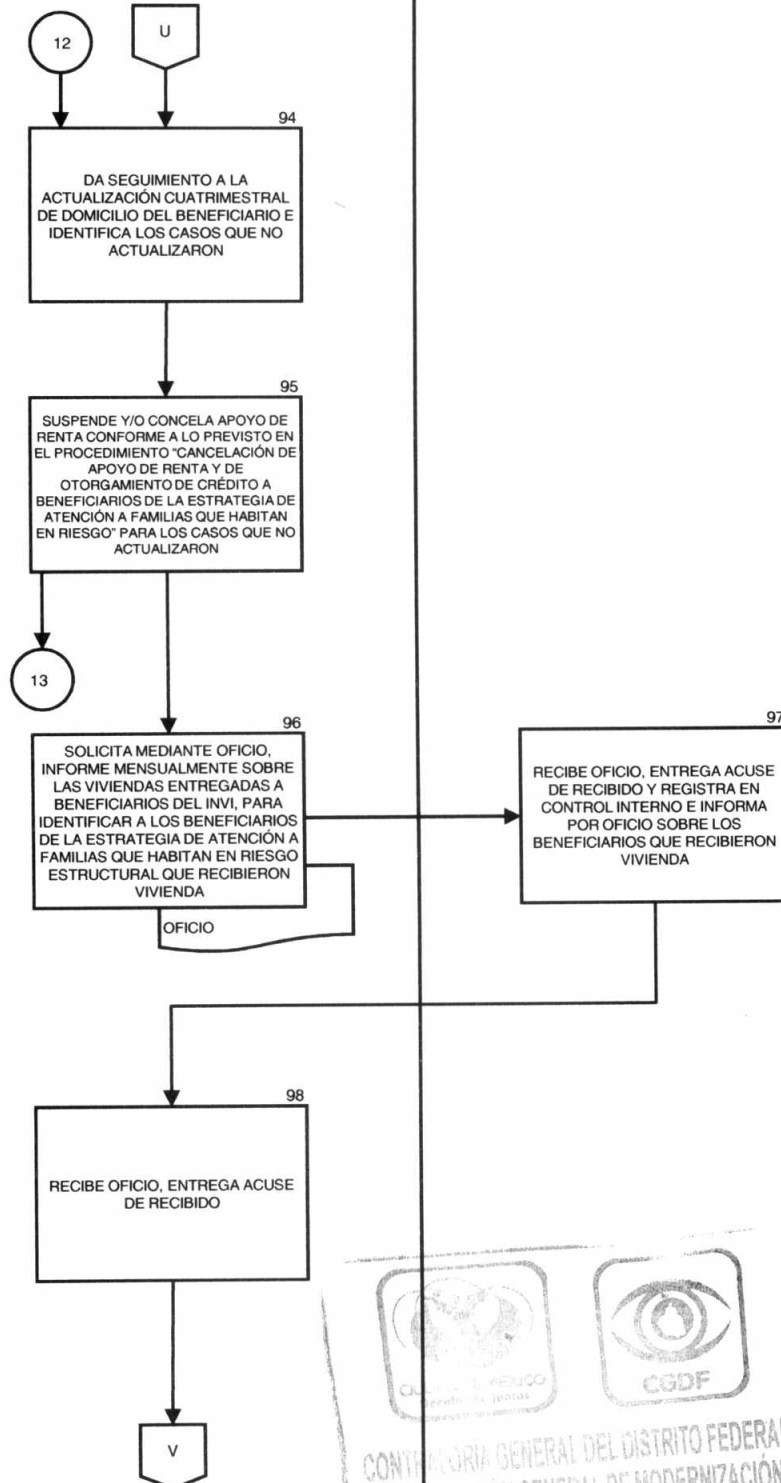 12
U
94
DA SEGUIMIENTO A LA
ACTUALIZACIÓN CUATRIMESTRAL
DE DOMICILIO DEL BENEFICIARIO E
IDENTIFICA LOS CASOS QUE NO
ACTUALIZARON
95
SUSPENDE Y/O CONCELA APOYO DE
RENTA CONFORME A LO PREVISTO EN
EL PROCEDIMIENTO "CANCELACIÓN DE
APOYO DE RENTA Y DE
OTORGAMIENTO DE CRÉDITO A
BENEFICIARIOS DE LA ESTRATEGIA DE
ATENCIÓN A FAMILIAS QUE HABITAN
EN RIESGO" PARA LOS CASOS QUE NO
ACTUALIZARON
13
96
SOLICITA MEDIANTE OFICIO,
INFORME MENSUALMENTE SOBRE
LAS VIVIENDAS ENTREGADAS A
BENEFICIARIOS DEL INVI, PARA
IDENTIFICAR A LOS BENEFICIARIOS
DE LA ESTRATEGIA DE ATENCIÓN A
FAMILIAS QUE HABITAN EN RIESGO
ESTRUCTURAL QUE RECIBIERON
VIVIENDA
OFICIO
97
RECIBE OFICIO, ENTREGA ACUSE
DE RECIBIDO Y REGISTRA EN
CONTROL INTERNO E INFORMA
POR OFICIO SOBRE LOS
BENEFICIARIOS QUE RECIBIERON
VIVIENDA
98
RECIBE OFICIO, ENTREGA ACUSE
DE RECIBIDO
V
CGDF
GENERAL DEL DISTRITO FEDERAL
DE MODERNIZACIÓN